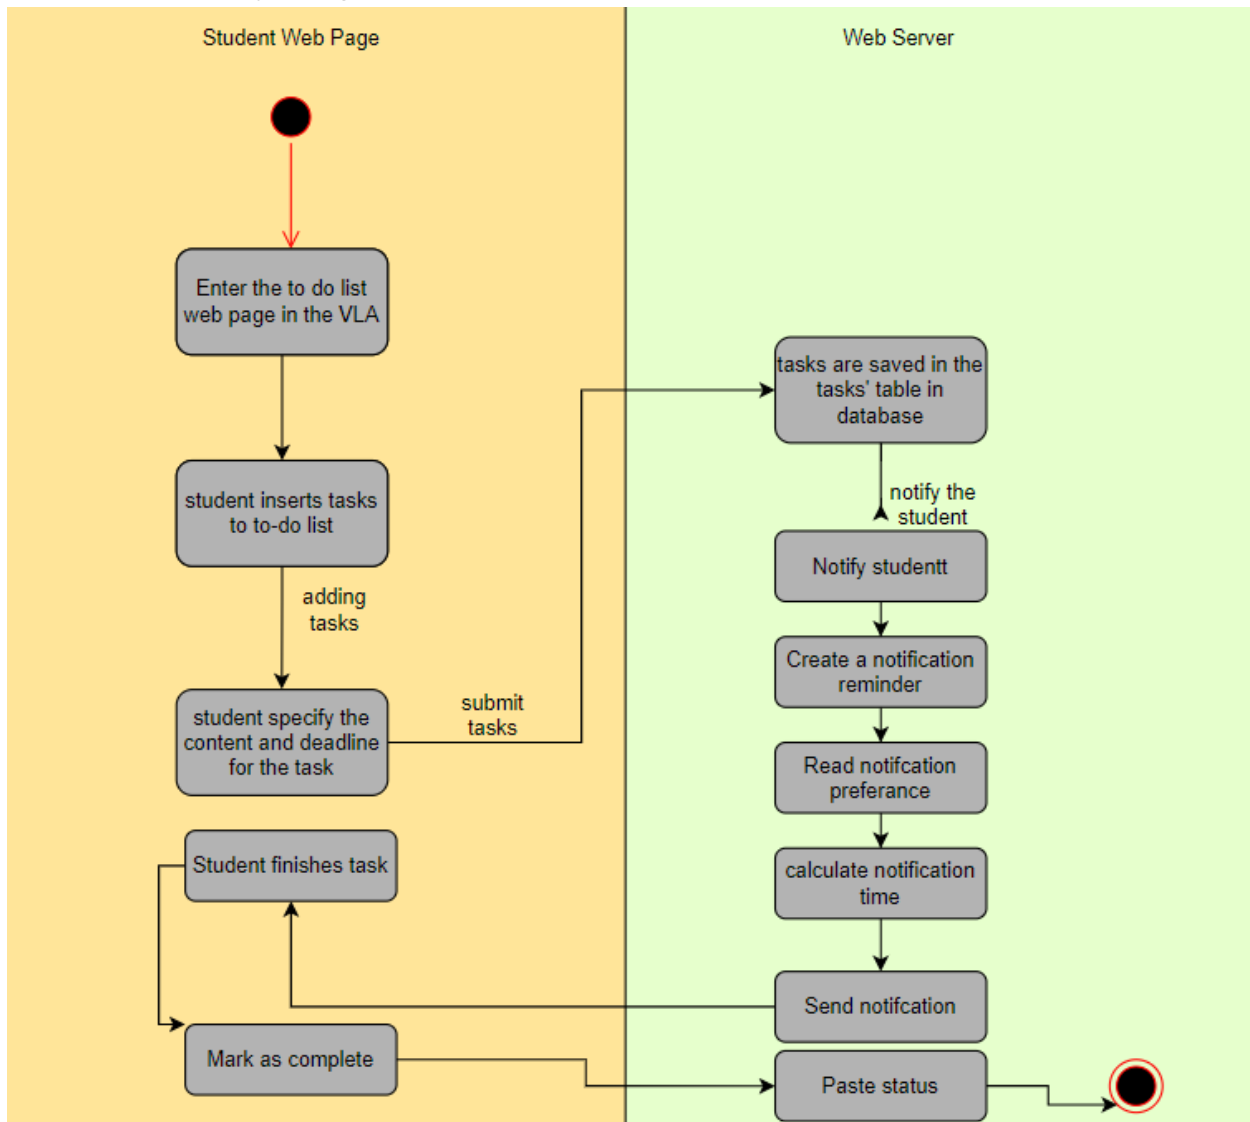 Student Web Page
Web Server
Enter the to do list
web page in the VLA
student inserts tasks
to to-do list
adding
tasks
student specify the
content and deadline
for the task
submit
tasks
tasks are saved in the
tasks' table in
database
notify the
student
Notify studentt
Create a notification
reminder
Read notifcation
preferance
calculate notification
time
Send notifcation
Student finishes task
Mark as complete
Paste status